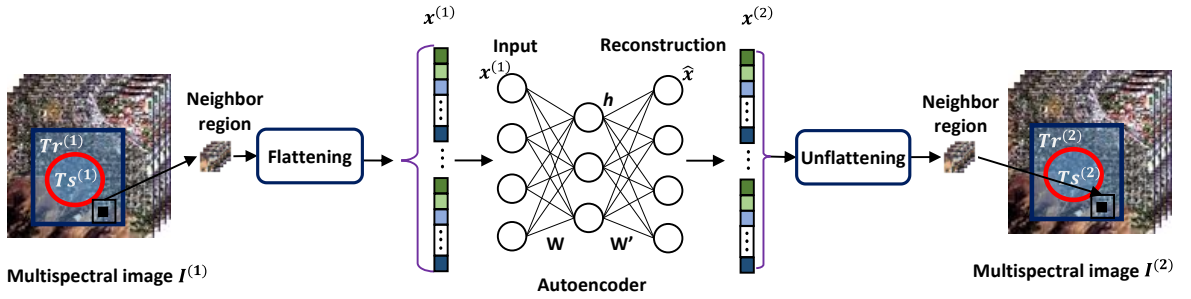 Multispectral image I⁽¹⁾
Tr⁽¹⁾
Ts⁽¹⁾
Neighbor
region
Flattening
x⁽¹⁾
Input
x⁽¹⁾
h
W
W'
Autoencoder
Reconstruction
x̂
x⁽²⁾
Unflattening
Neighbor
region
Tr⁽²⁾
Ts⁽²⁾
Multispectral image I⁽²⁾